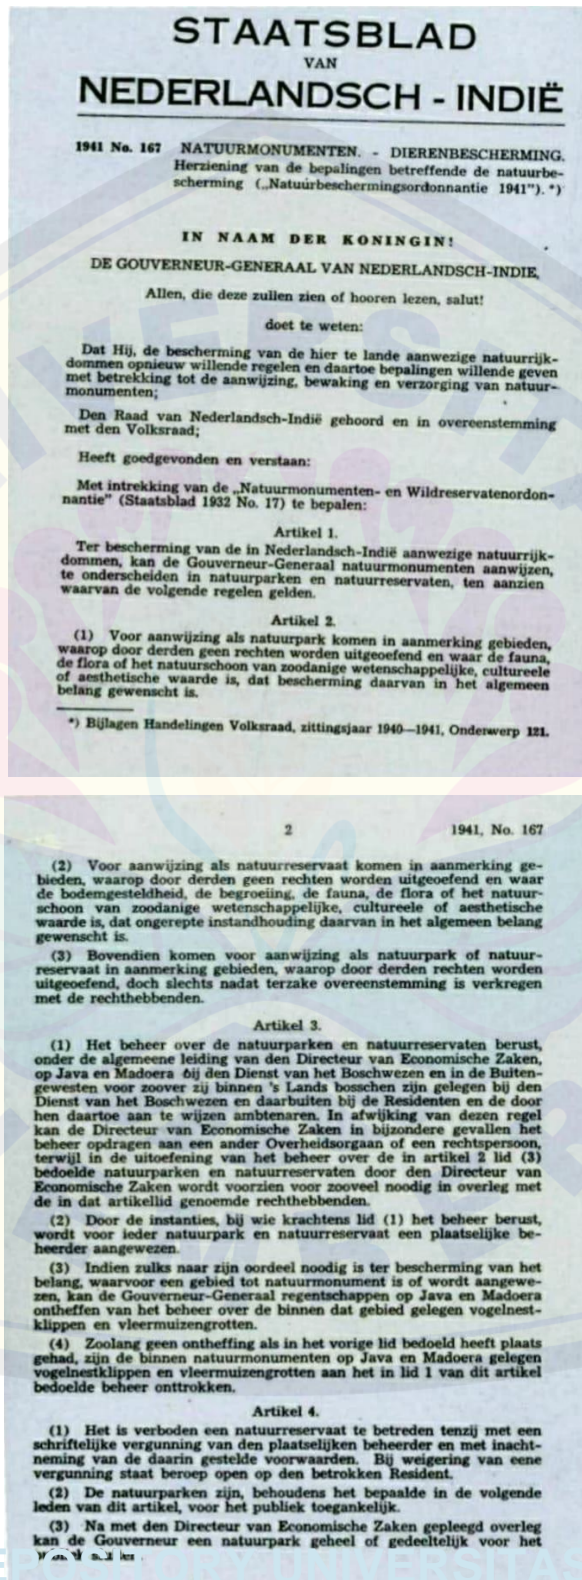 STAATSBLAD
VAN
NEDERLANDSCH - INDIË
1941 No. 167 NATUURMONUMENTEN. - DIERENBESCHERMING.
Herziening van de bepalingen betreffende de natuurbe-
scherming („Natuurbeschermingsordonnantie 1941"). *)
IN NAAM DER KONINGIN!
DE GOUVERNEUR-GENERAAL VAN NEDERLANDSCH-INDIE,
Allen, die deze zullen zien of hooren lezen, salut!
doet te weten:
Dat Hij, de bescherming van de hier te lande aanwezige natuurrijk-
dommen opnieuw willende regelen en daartoe bepalingen willende geven
met betrekking tot de aanwijzing, bewaking en verzorging van natuur-
monumenten;
Den Raad van Nederlandsch-Indië gehoord en in overeenstemming
met den Volksraad;
Heeft goedgevonden en verstaan:
Met intrekking van de „Natuurmonumenten- en Wildreservatenordon-
nantie" (Staatsblad 1932 No. 17) te bepalen:
Artikel 1.
Ter bescherming van de in Nederlandsch-Indië aanwezige natuurrijk-
dommen, kan de Gouverneur-Generaal natuurmonumenten aanwijzen,
te onderscheiden in natuurparken en natuurreservaten, ten aanzien
waarvan de volgende regelen gelden.
Artikel 2.
(1) Voor aanwijzing als natuurpark komen in aanmerking gebieden,
waarop door derden geen rechten worden uitgeoefend en waar de fauna,
de flora of het natuurschoon van zoodanige wetenschappelijke, cultureele
of aesthetische waarde is, dat bescherming daarvan in het algemeen
belang gewenscht is.
*) Bijlagen Handelingen Volksraad, zittingsjaar 1940—1941, Onderwerp 121.
2 1941, No. 167
(2) Voor aanwijzing als natuurreservaat komen in aanmerking ge-
bieden, waarop door derden geen rechten worden uitgeoefend en waar
de bodemgesteldheid, de begroeiing, de fauna, de flora of het natuur-
schoon van zoodanige wetenschappelijke, cultureele of aesthetische
waarde is, dat ongerepte instandhouding daarvan in het algemeen belang
gewenscht is.
(3) Bovendien komen voor aanwijzing als natuurpark of natuur-
reservaat in aanmerking gebieden, waarop door derden rechten worden
uitgeoefend, doch slechts nadat terzake overeenstemming is verkregen
met de rechthebbenden.
Artikel 3.
(1) Het beheer over de natuurparken en natuurreservaten berust,
onder de algemeene leiding van den Directeur van Economische Zaken,
op Java en Madoera bij den Dienst van het Boschwezen en in de Buiten-
gewesten voor zoover zij binnen 's Lands bosschen zijn gelegen bij den
Dienst van het Boschwezen en daarbuiten bij de Residenten en de door
hen daartoe aan te wijzen ambtenaren. In afwijking van dezen regel
kan de Directeur van Economische Zaken in bijzondere gevallen het
beheer opdragen aan een ander Overheidsorgaan of een rechtspersoon,
terwijl in de uitoefening van het beheer over de in artikel 2 lid (3)
bedoelde natuurparken en natuurreservaten door den Directeur van
Economische Zaken wordt voorzien voor zooveel noodig in overleg met
de in dat artikellid genoemde rechthebbenden.
(2) Door de instanties, bij wie krachtens lid (1) het beheer berust,
wordt voor ieder natuurpark en natuurreservaat een plaatselijke be-
heerder aangewezen.
(3) Indien zulks naar zijn oordeel noodig is ter bescherming van het
belang, waarvoor een gebied tot natuurmonument is of wordt aangewe-
zen, kan de Gouverneur-Generaal regentschappen op Java en Madoera
ontheffen van het beheer over de binnen dat gebied gelegen vogelnest-
klippen en vleermuizengrotten.
(4) Zoolang geen ontheffing als in het vorige lid bedoeld heeft plaats
gehad, zijn de binnen natuurmonumenten op Java en Madoera gelegen
vogelnestklippen en vleermuizengrotten aan het in lid 1 van dit artikel
bedoelde beheer onttrokken.
Artikel 4.
(1) Het is verboden een natuurreservaat te betreden tenzij met een
schriftelijke vergunning van den plaatselijken beheerder en met inacht-
neming van de daarin gestelde voorwaarden. Bij weigering van eene
vergunning staat beroep open op den betrokken Resident.
(2) De natuurparken zijn, behoudens het bepaalde in de volgende
leden van dit artikel, voor het publiek toegankelijk.
(3) Na met den Directeur van Economische Zaken gepleegd overleg
kan de Gouverneur een natuurpark geheel of gedeeltelijk voor het